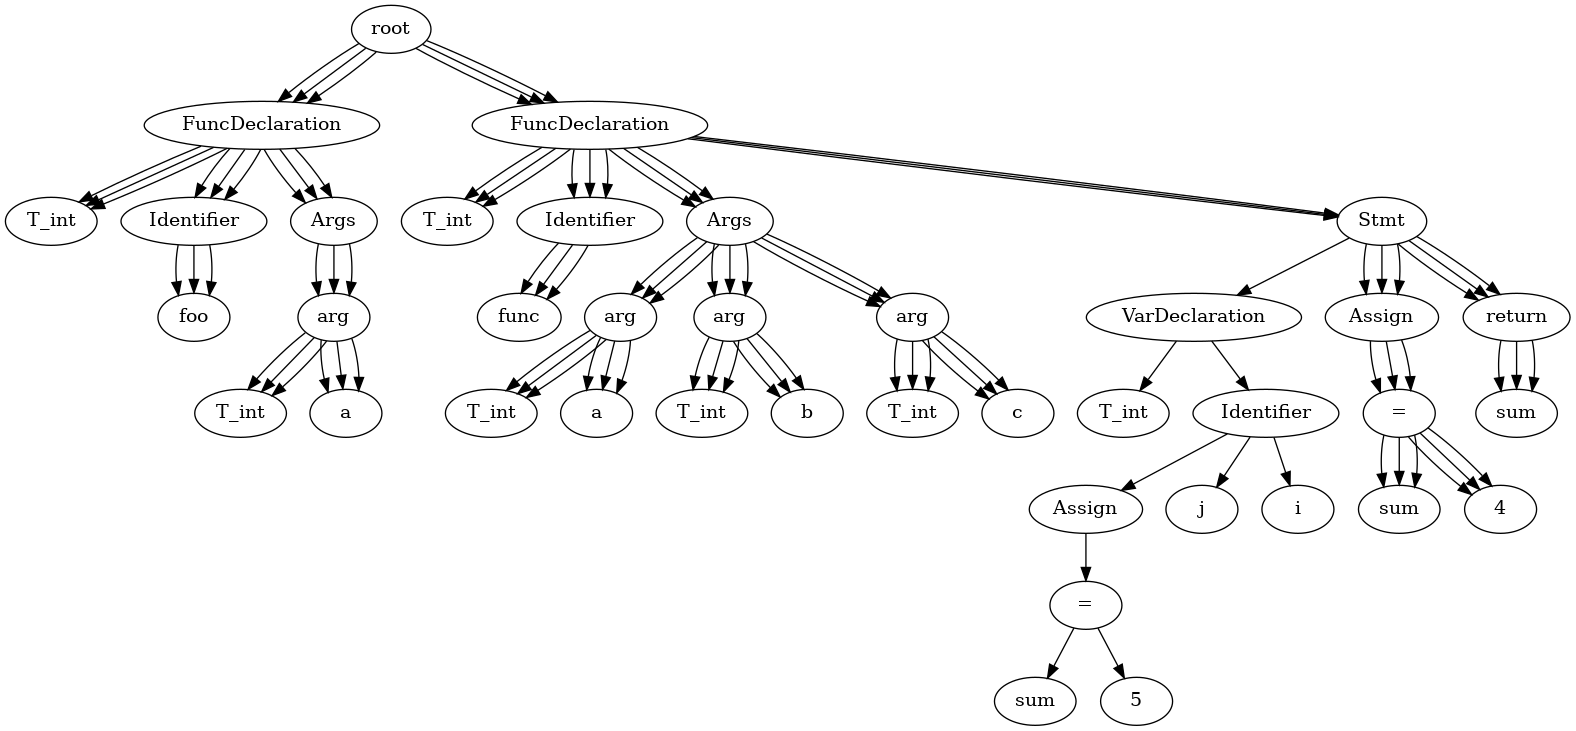 root
FuncDeclaration FuncDeclaration
T_int Identifier Args T_int Identifier Args Stmt
foo arg func arg arg arg VarDeclaration Assign return
T_int a T_int a T_int b T_int c T_int Identifier = sum
Assign j i sum 4
=
sum 5